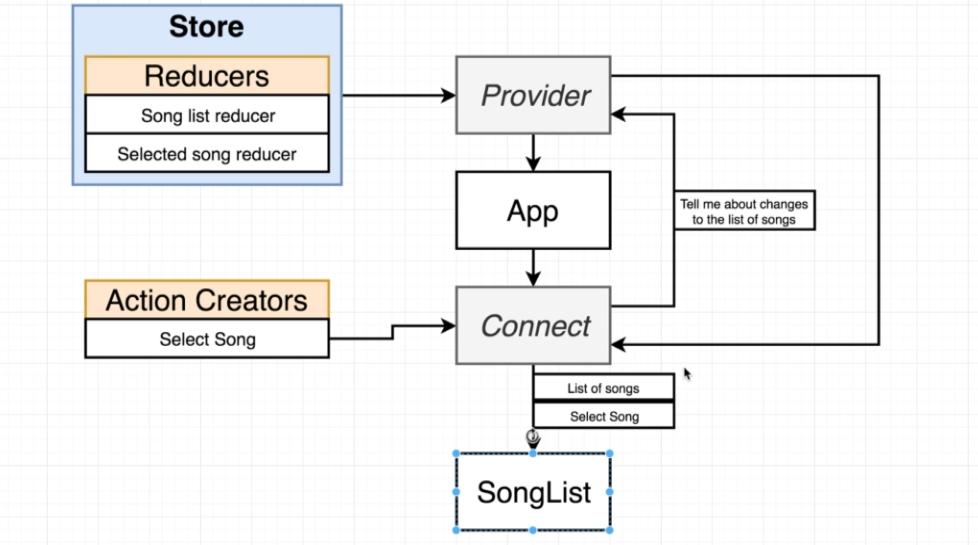 Store
Reducers
Song list reducer
Selected song reducer
Provider
App
Tell me about changes
to the list of songs
Action Creators
Select Song
Connect
List of songs
Select Song
SongList